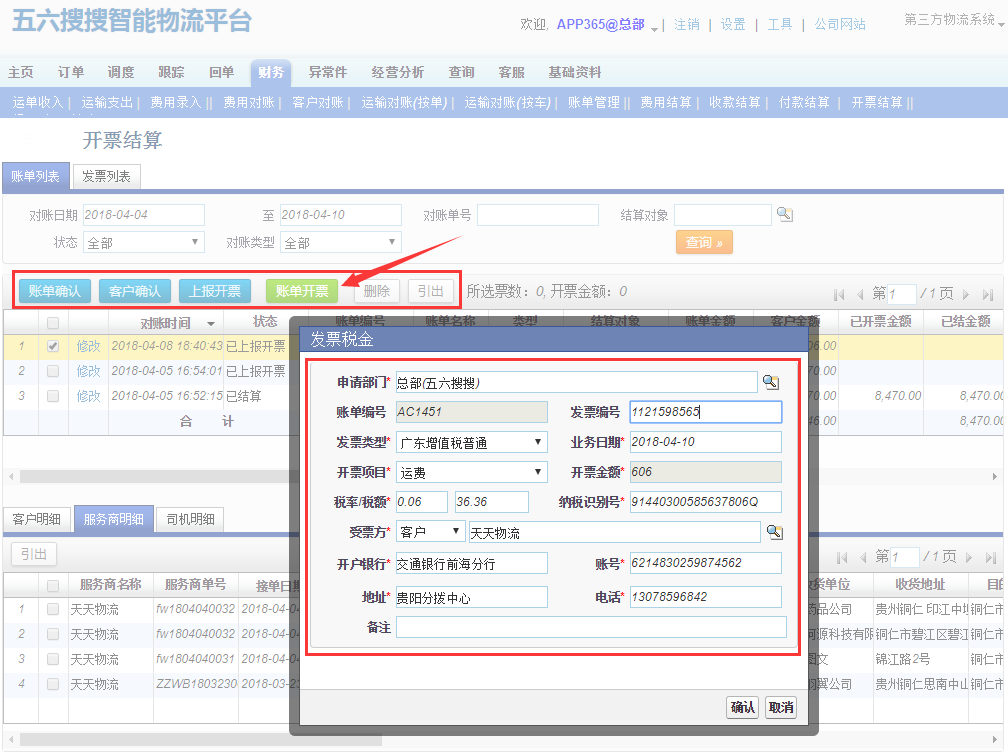 五六搜搜智能物流平台
欢迎, APP365@总部 | 注销 | 设置 | 工具 | 公司网站 第三方物流系统
主页 订单 调度 跟踪 回单 财务 异常件 经营分析 查询 客服 基础资料
运单收入 | 运输支出 | 费用录入 || 费用对账 | 客户对账 | 运输对账(按单) | 运输对账(按车) | 账单管理 || 费用结算 | 收款结算 | 付款结算 | 开票结算 ||
开票结算
账单列表 发票列表
对账日期 2018-04-04 至 2018-04-10 对账单号 结算对象
状态 全部 对账类型 全部 查询 »
账单确认 客户确认 上报开票 账单开票 删除 引出 所选票数: 0, 开票金额: 0 第 1 / 1 页
对账时间 状态 账单编号 账单名称 类型 结算对象 账单金额 客户金额 已开票金额 已结金额
1 修改 2018-04-08 18:40:43 已上报开票 06.00
2 修改 2018-04-05 16:54:01 已上报开票 70.00
3 修改 2018-04-05 16:52:15 已结算 70.00 8,470.00 8,470.0
合 计 46.00 8,470.0
发票税金
申请部门* 总部(五六搜搜)
账单编号 AC1451 发票编号 1121598565
发票类型* 广东增值税普通 业务日期* 2018-04-10
开票项目* 运费 开票金额* 606
税率/税额* 0.06 36.36 纳税识别号* 91440300585637806Q
受票方* 客户 天天物流
开户银行* 交通银行前海分行 账号* 6214830259874562
地址* 贵阳分拨中心 电话* 13078596842
备注
确认 取消
客户明细 服务商明细 司机明细
引出 第 1 / 1 页
服务商名称 服务商单号 接单日 货单位 收货地址 目
1 天天物流 fw1804040032 2018-04-0 药品公司 贵州铜仁 印江中 铜仁市
2 天天物流 fw1804040032 2018-04-0 河源科技有限 铜仁市碧江区碧江 铜仁市
3 天天物流 fw1804040031 2018-04-0 图文 锦江路2号 铜仁市
4 天天物流 ZZWB1803230 2018-03-2 翔翼公司 贵州铜仁思南中山 铜仁市